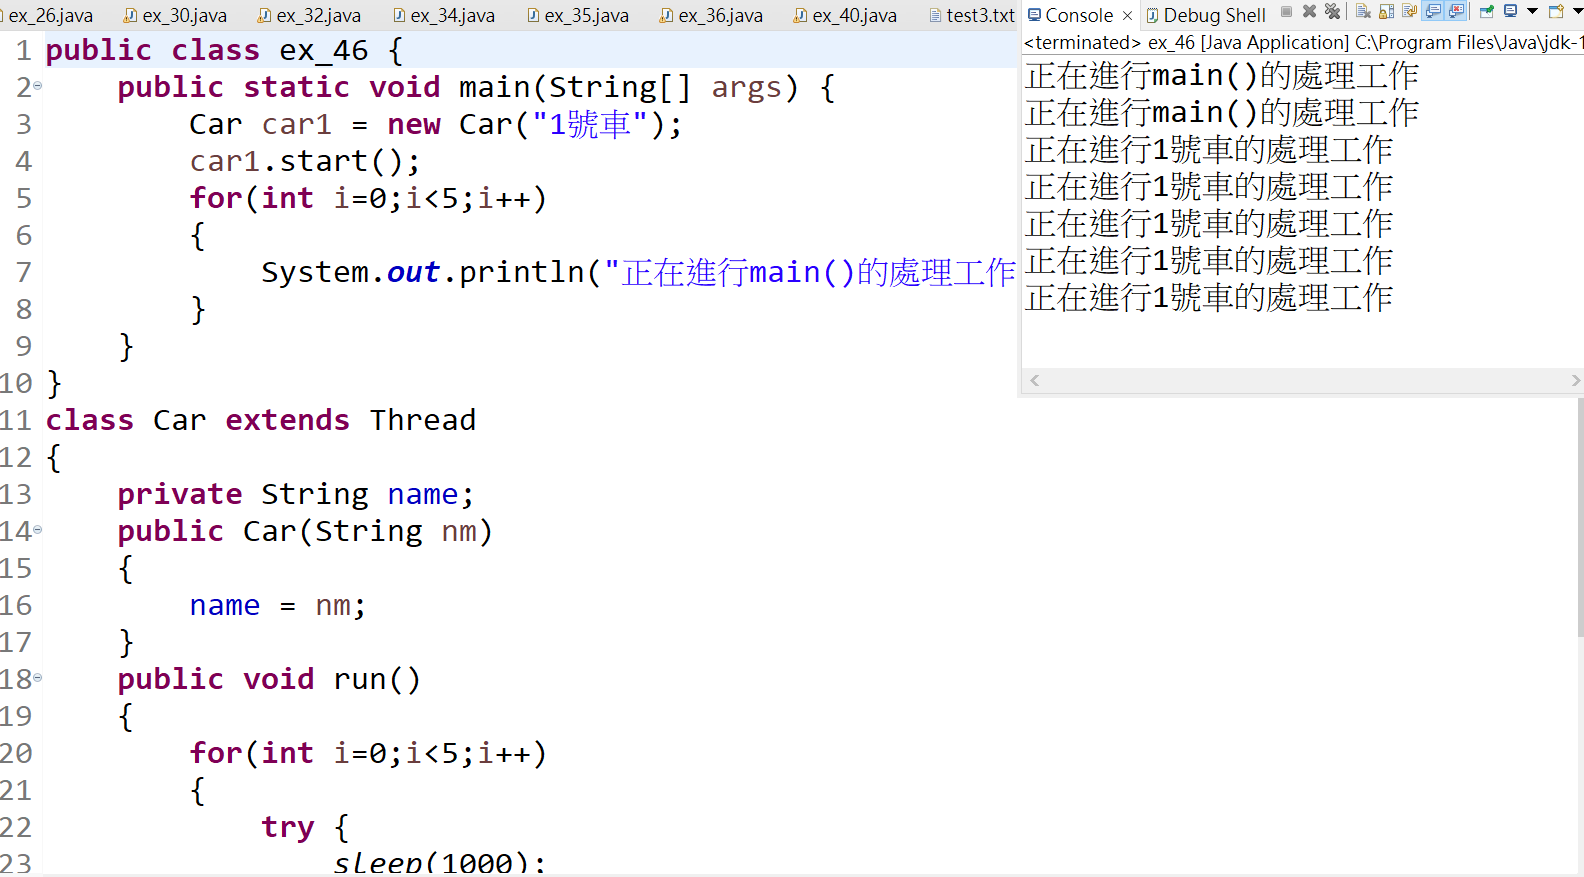 ex_26.java ex_30.java ex_32.java ex_34.java ex_35.java ex_36.java ex_40.java test3.txt
1 public class ex_46 {
2 public static void main(String[] args) {
3 Car car1 = new Car("1號車");
4 car1.start();
5 for(int i=0;i<5;i++)
6 {
7 System.out.println("正在進行main()的處理工作
8 }
9 }
10 }
11 class Car extends Thread
12 {
13 private String name;
14 public Car(String nm)
15 {
16 name = nm;
17 }
18 public void run()
19 {
20 for(int i=0;i<5;i++)
21 {
22 try {
23 sleep(1000);
Console Debug Shell
<terminated> ex_46 [Java Application] C:\Program Files\Java\jdk-1
正在進行main()的處理工作
正在進行main()的處理工作
正在進行1號車的處理工作
正在進行1號車的處理工作
正在進行1號車的處理工作
正在進行1號車的處理工作
正在進行1號車的處理工作